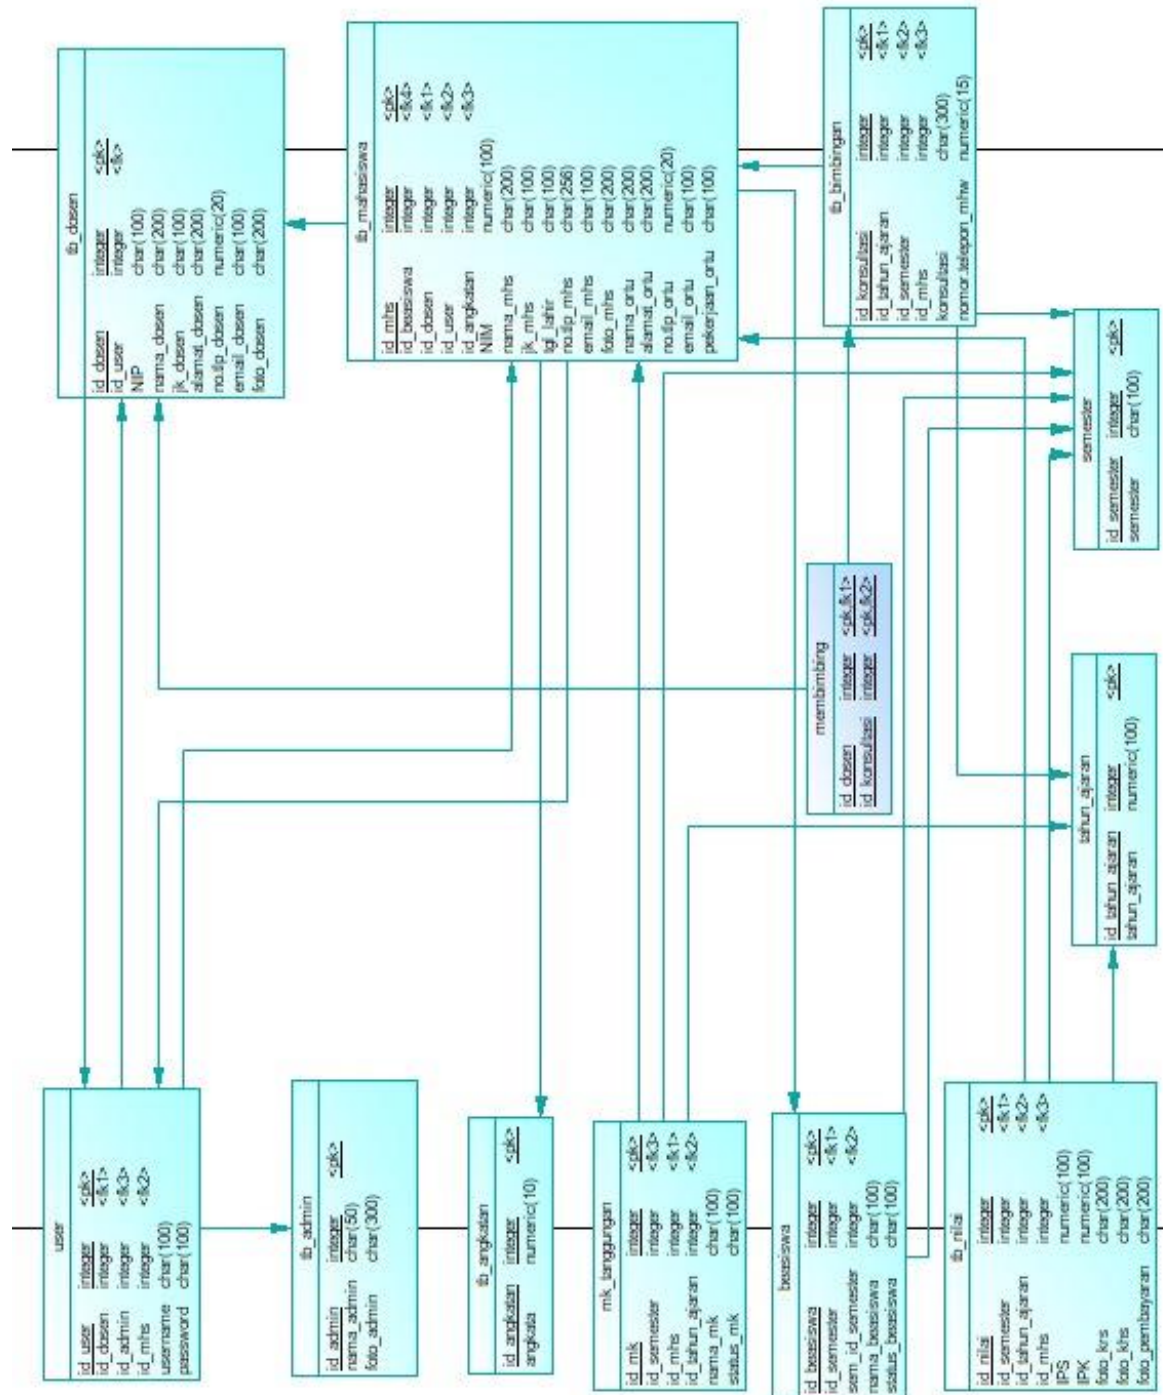 tb_dosen
id_dosen integer <pk>
id_user integer <fk>
NIP char(100)
nama_dosen char(200)
jk_dosen char(100)
alamat_dosen char(200)
no.tlp_dosen numeric(20)
email_dosen char(100)
foto_dosen char(200)
tb_mahasiswa
id_mhs integer <pk>
id_beasiswa integer <fk4>
id_dosen integer <fk1>
id_user integer <fk2>
id_angkatan integer <fk3>
NIM numeric(100)
nama_mhs char(200)
jk_mhs char(100)
tgl_lahir char(100)
no.tlp_mhs char(256)
email_mhs char(100)
foto_mhs char(200)
nama_ortu char(200)
alamat_ortu char(200)
no.tlp_ortu numeric(20)
email_ortu char(100)
pekerjaan_ortu char(100)
tb_bimbingan
id_konsultasi integer <pk>
id_tahun_ajaran integer <fk1>
id_semester integer <fk2>
id_mhs integer <fk3>
konsultasi char(300)
nomor.telepon_mhw numeric(15)
semester
id_semester integer <pk>
semester char(100)
membimbing
id_dosen integer <pk,fk1>
id_konsultasi integer <pk,fk2>
tahun_ajaran
id_tahun_ajaran integer <pk>
tahun_ajaran numeric(100)
user
id_user integer <pk>
id_dosen integer <fk1>
id_admin integer <fk3>
id_mhs integer <fk2>
username char(100)
password char(100)
tb_admin
id_admin integer <pk>
nama_admin char(50)
foto_admin char(300)
tb_angkatan
id_angkatan integer <pk>
angkata numeric(10)
mk_tanggungan
id_mk integer <pk>
id_semester integer <fk3>
id_mhs integer <fk1>
id_tahun_ajaran integer <fk2>
nama_mk char(100)
status_mk char(100)
beasiswa
id_beasiswa integer <pk>
id_semester integer <fk1>
sem_id_semester integer <fk2>
nama_beasiswa char(100)
status_beasiswa char(100)
tb_nilai
id_nilai integer <pk>
id_semester integer <fk1>
id_tahun_ajaran integer <fk2>
id_mhs integer <fk3>
IPS numeric(100)
IPK numeric(100)
foto_krs char(200)
foto_khs char(200)
foto_pembayaran char(200)